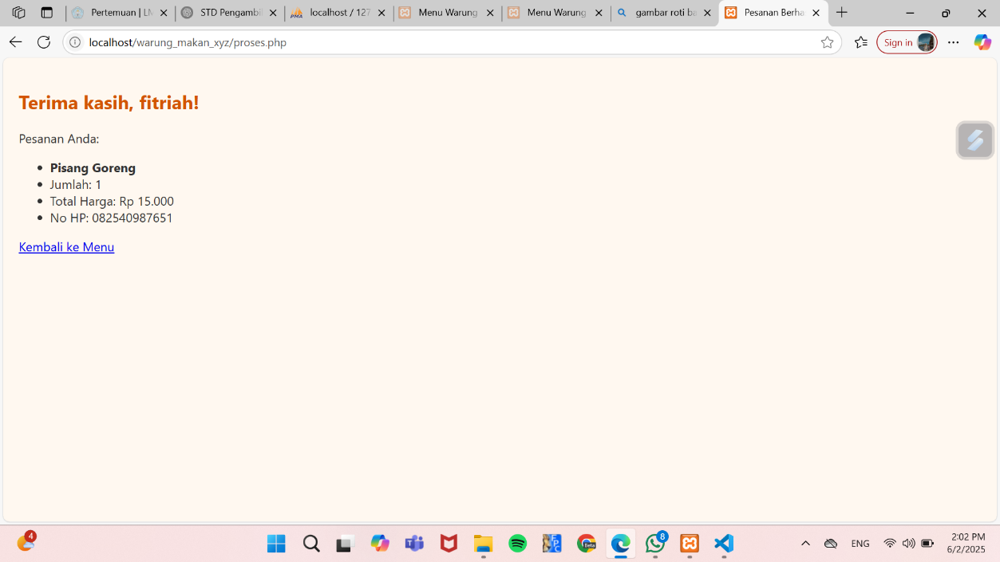 Pertemuan | LM
STD Pengambil
localhost / 127
Menu Warung
Menu Warung
gambar roti ba
Pesanan Berha
localhost/warung_makan_xyz/proses.php
Sign in
Terima kasih, fitriah!
Pesanan Anda:
Pisang Goreng
Jumlah: 1
Total Harga: Rp 15.000
No HP: 082540987651
Kembali ke Menu
4
Beta
8
ENG
2:02 PM
6/2/2025